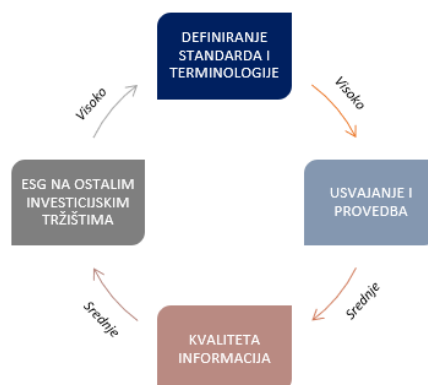 DEFINIRANJE
STANDARDA I
TERMINOLOGIJE
Visoko
Visoko
ESG NA OSTALIM
INVESTICIJSKIM
TRŽIŠTIMA
USVAJANJE I
PROVEDBA
Srednje
Srednje
KVALITETA
INFORMACIJA